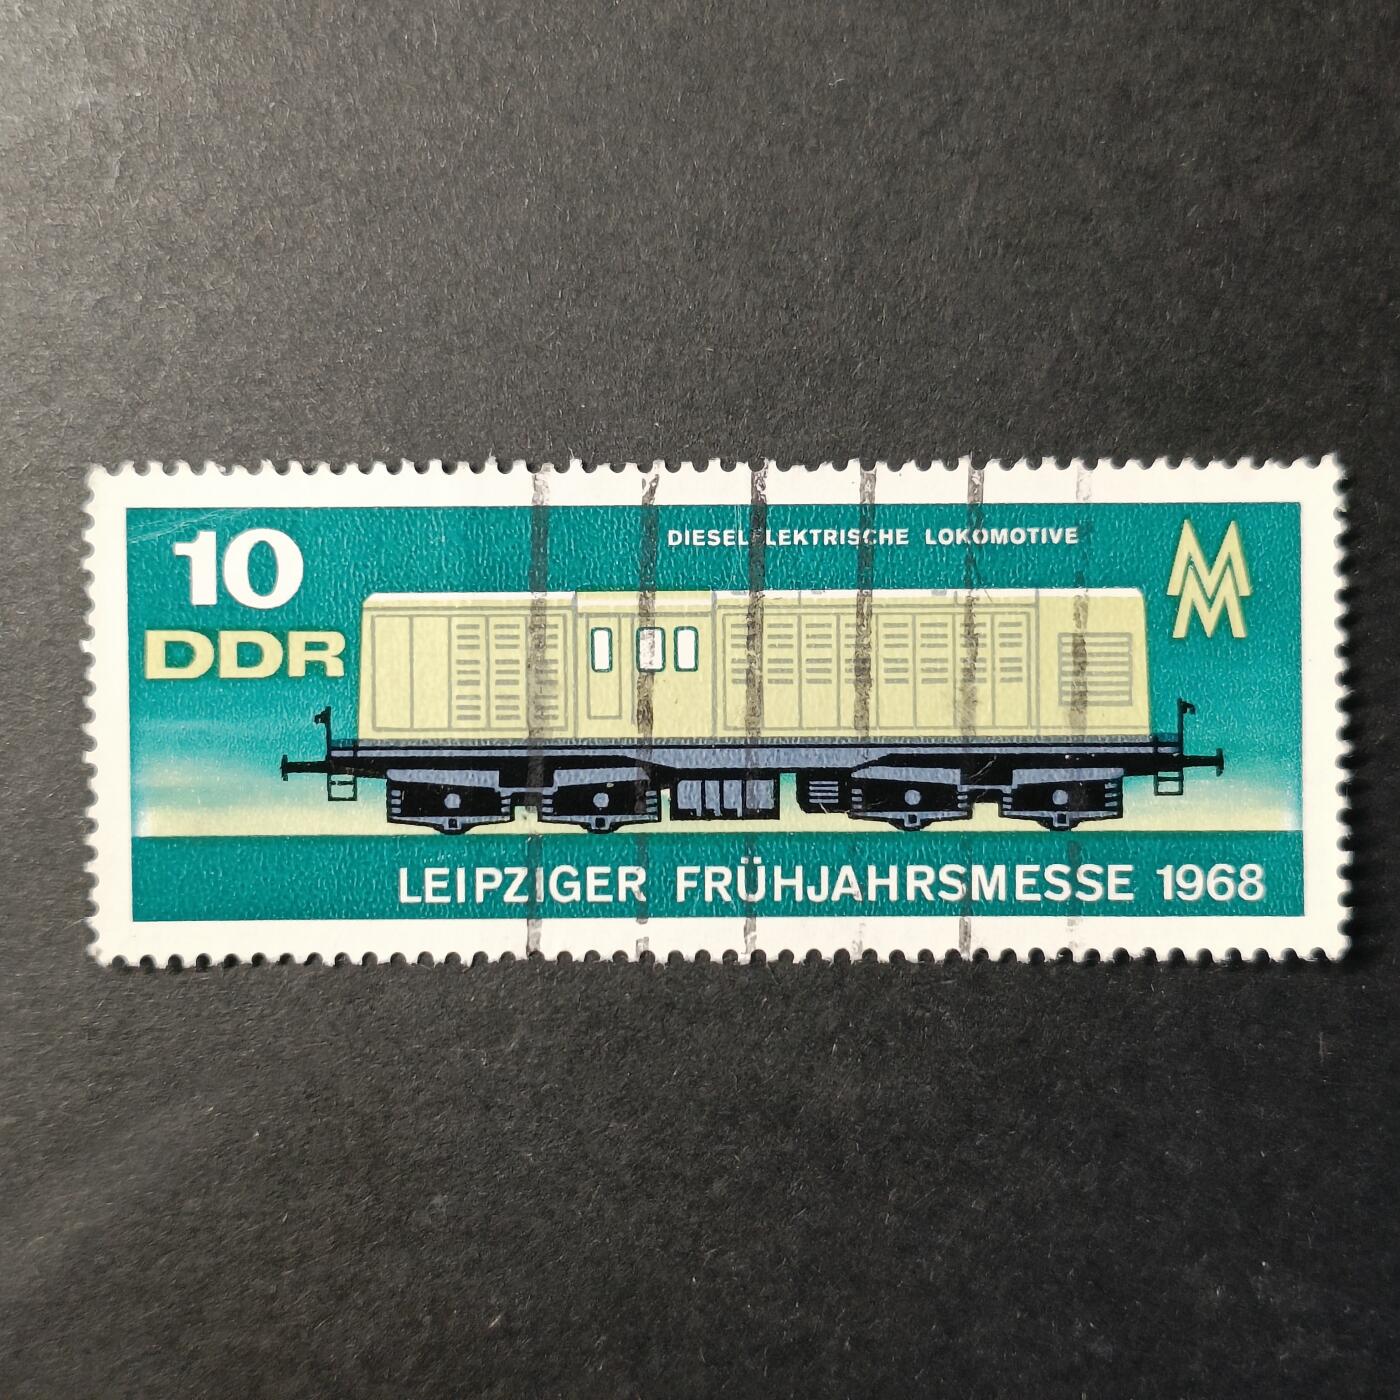 10
DDR
DIESELELEKTRISCHE LOKOMOTIVE
MM
LEIPZIGER FRÜHJAHRSMESSE 1968